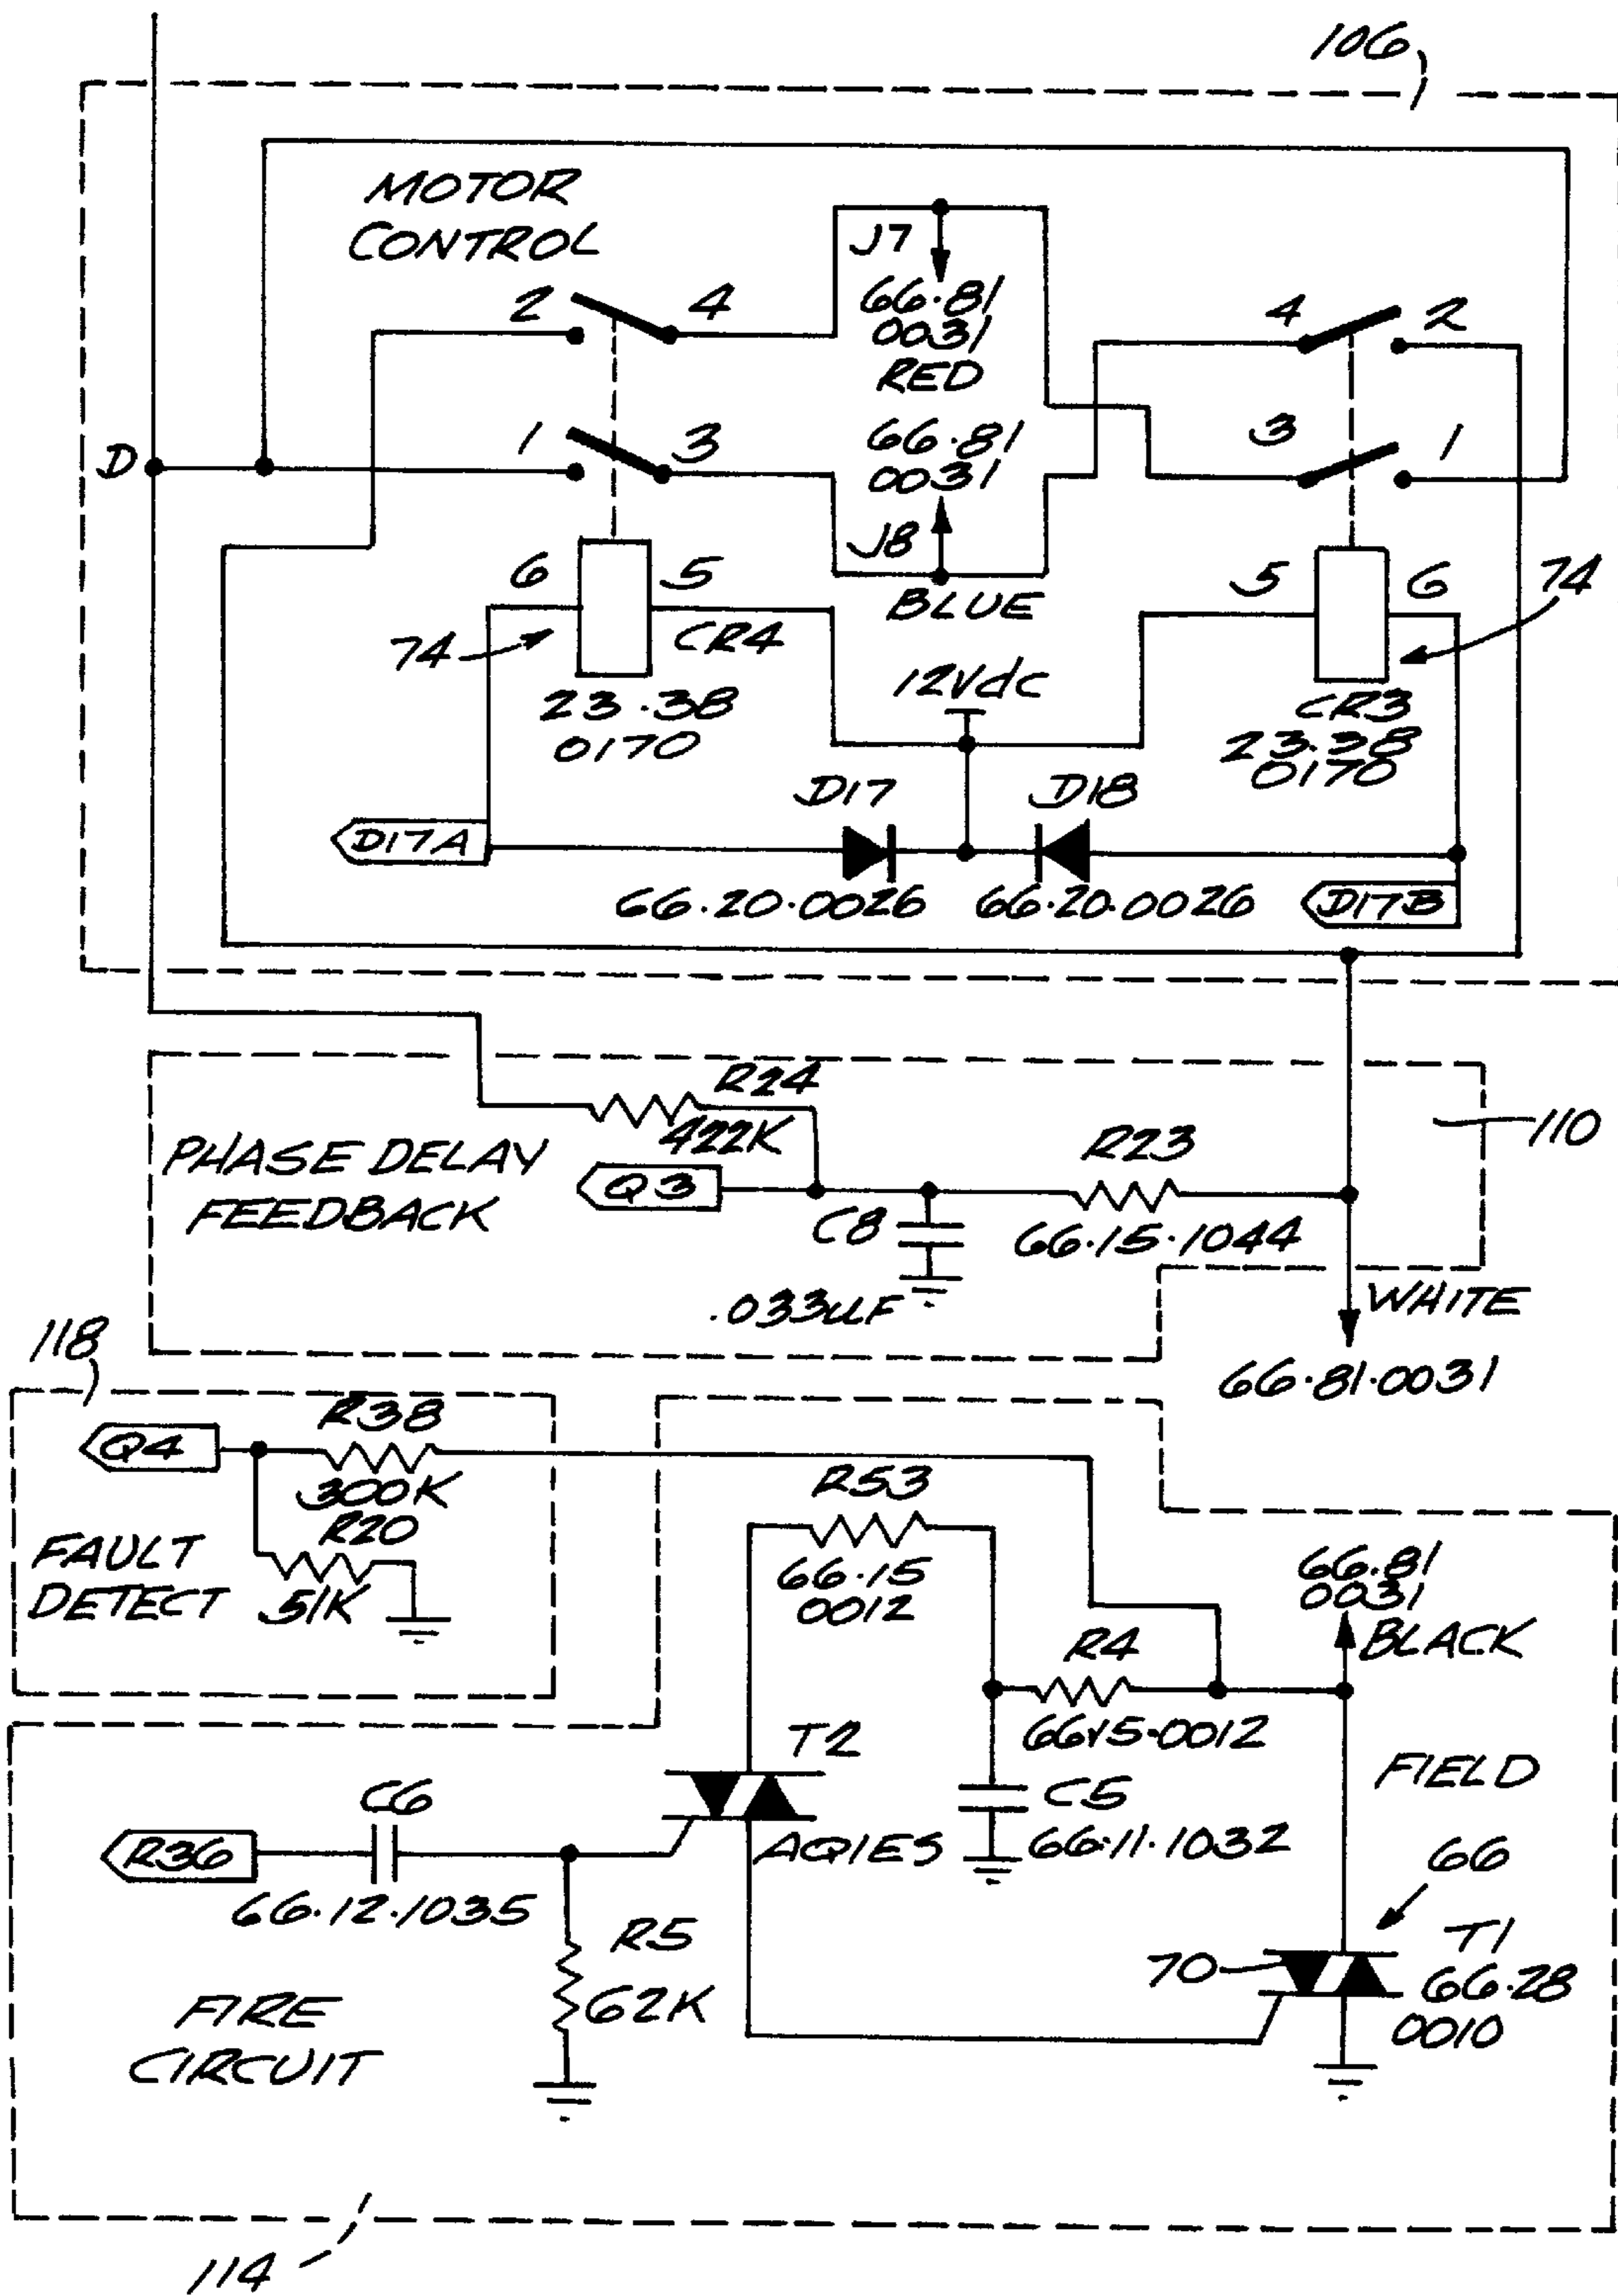 106
MOTOR
CONTROL
J7
66.81
0031
RED
2
4
4
2
D
1
3
66.81
0031
3
1
J8
BLUE
6
5
CR4
74
23.38
0170
12Vdc
5
6
74
CR3
23.38
0170
D17
D18
D17A
66.20.0026
66.20.0026
D17B
R24
422K
110
PHASE DELAY
FEEDBACK
Q3
R23
C8
66.15.1044
.033uF
WHITE
66.81.0031
118
Q4
R38
300K
R20
51K
FAULT
DETECT
R53
66.15
0012
66.81
0031
BLACK
R4
6615-0012
T2
FIELD
C6
C5
R36
AQIES
66.11.1032
66
66.12.1035
R5
62K
70
T1
66.28
0010
FIRE
CIRCUIT
114